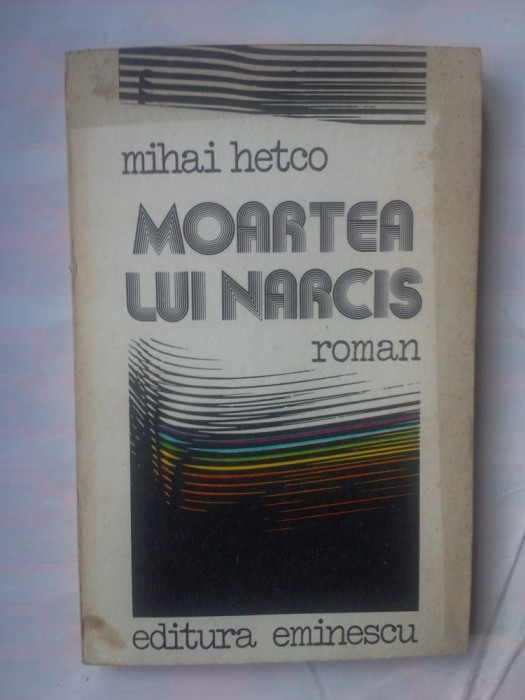 mihai hetco
MOARTEA
LUI NARCIS
roman
editura eminescu